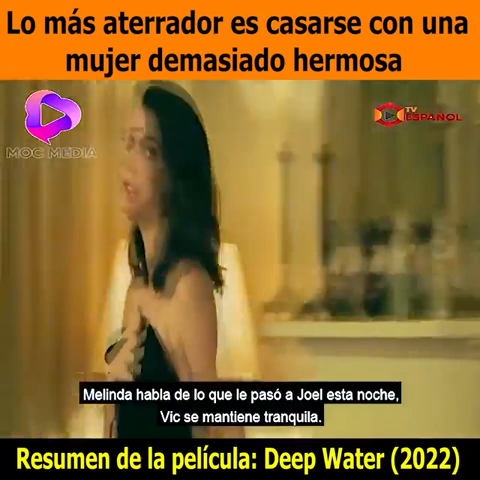 Lo más aterrador es casarse con una
mujer demasiado hermosa
MOC MEDIA
TV
ESPANOL
Melinda habla de lo que le pasó a Joel esta noche,
Vic se mantiene tranquila.
Resumen de la película: Deep Water (2022)